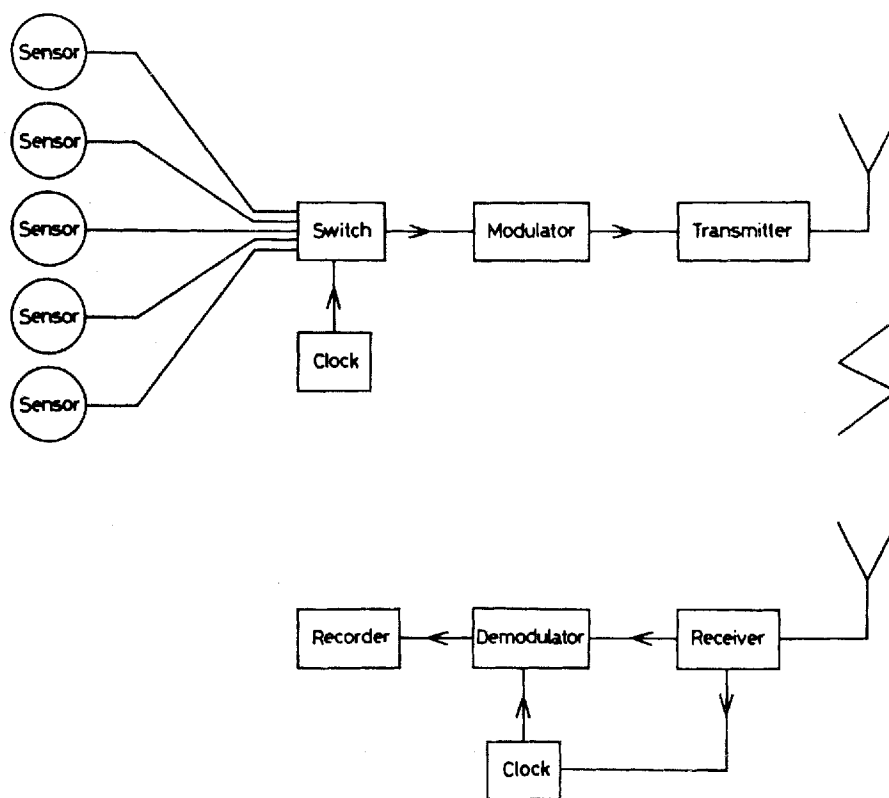 Sensor
Sensor
Sensor
Sensor
Sensor
Switch
Modulator
Transmitter
Clock
Recorder
Demodulator
Receiver
Clock